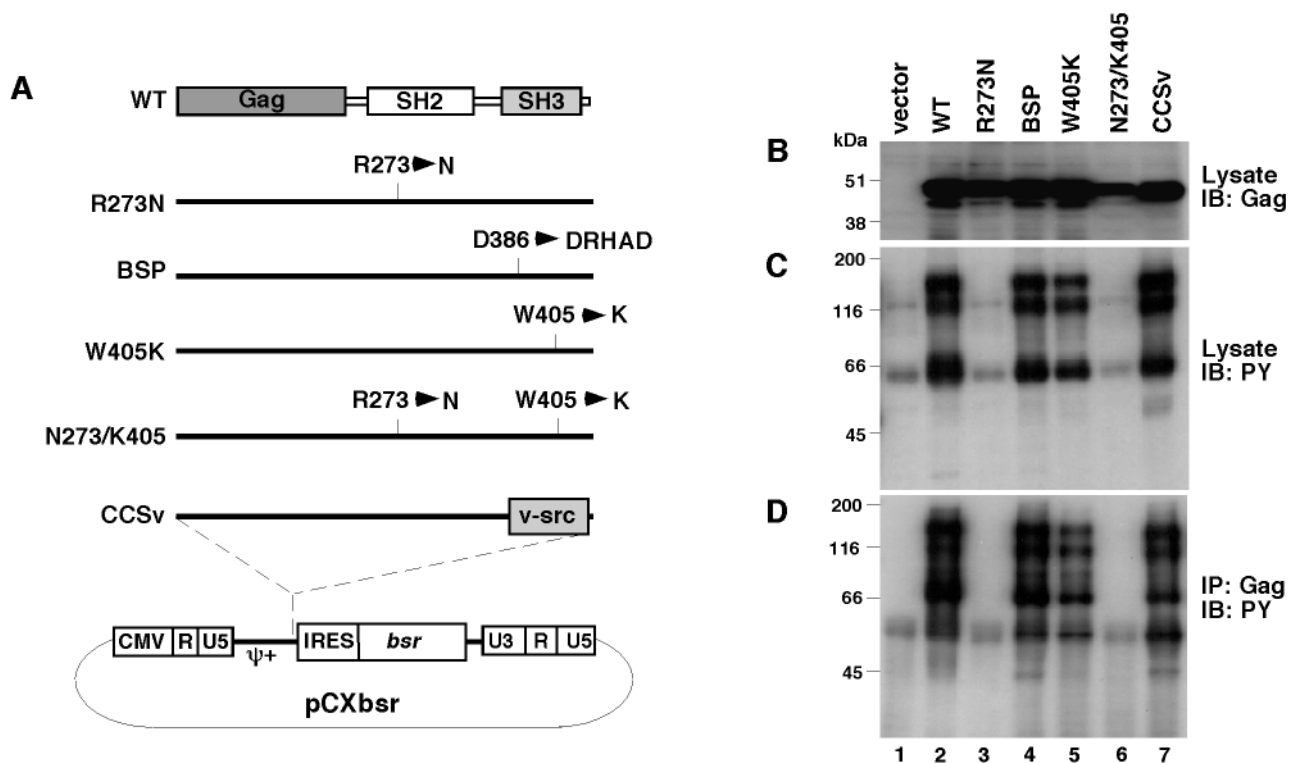 A
WT
Gag
SH2
SH3
R273 N
R273N
D386 DRHAD
BSP
W405 K
W405K
R273 N
W405 K
N273/K405
CCSv
v-src
CMV R U5
ψ+
IRES bsr
U3 R U5
pCXbsr
vector
WT
R273N
BSP
W405K
N273/K405
CCSv
B
kDa
51
38
Lysate
IB: Gag
C
200
116
66
45
Lysate
IB: PY
D
200
116
66
45
IP: Gag
IB: PY
1 2 3 4 5 6 7